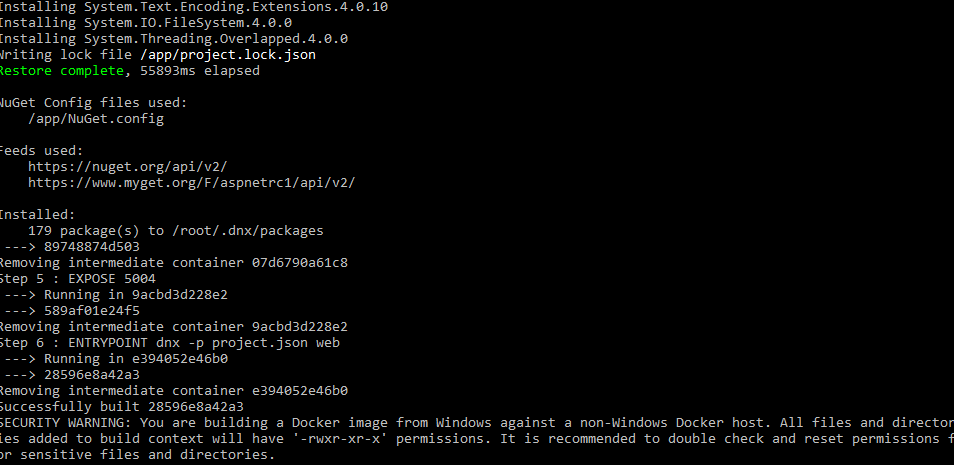 Installing System.Text.Encoding.Extensions.4.0.10
Installing System.IO.FileSystem.4.0.0
Installing System.Threading.Overlapped.4.0.0
Writing lock file /app/project.lock.json
Restore complete, 55893ms elapsed
NuGet Config files used:
/app/NuGet.config
Feeds used:
https://nuget.org/api/v2/
https://www.myget.org/F/aspnetrc1/api/v2/
Installed:
179 package(s) to /root/.dnx/packages
---> 89748874d503
Removing intermediate container 07d6790a61c8
Step 5 : EXPOSE 5004
---> Running in 9acbd3d228e2
---> 589af01e24f5
Removing intermediate container 9acbd3d228e2
Step 6 : ENTRYPOINT dnx -p project.json web
---> Running in e394052e46b0
---> 28596e8a42a3
Removing intermediate container e394052e46b0
Successfully built 28596e8a42a3
SECURITY WARNING: You are building a Docker image from Windows against a non-Windows Docker host. All files and director
ies added to build context will have '-rwxr-xr-x' permissions. It is recommended to double check and reset permissions f
or sensitive files and directories.